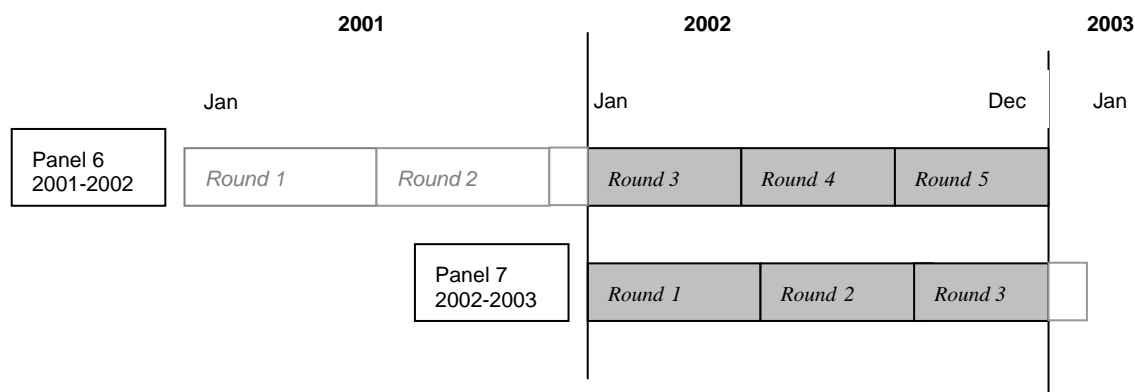 2001 2002 2003
Jan Jan Dec Jan
Panel 6
2001-2002
Round 1 Round 2 Round 3 Round 4 Round 5
Panel 7
2002-2003
Round 1 Round 2 Round 3